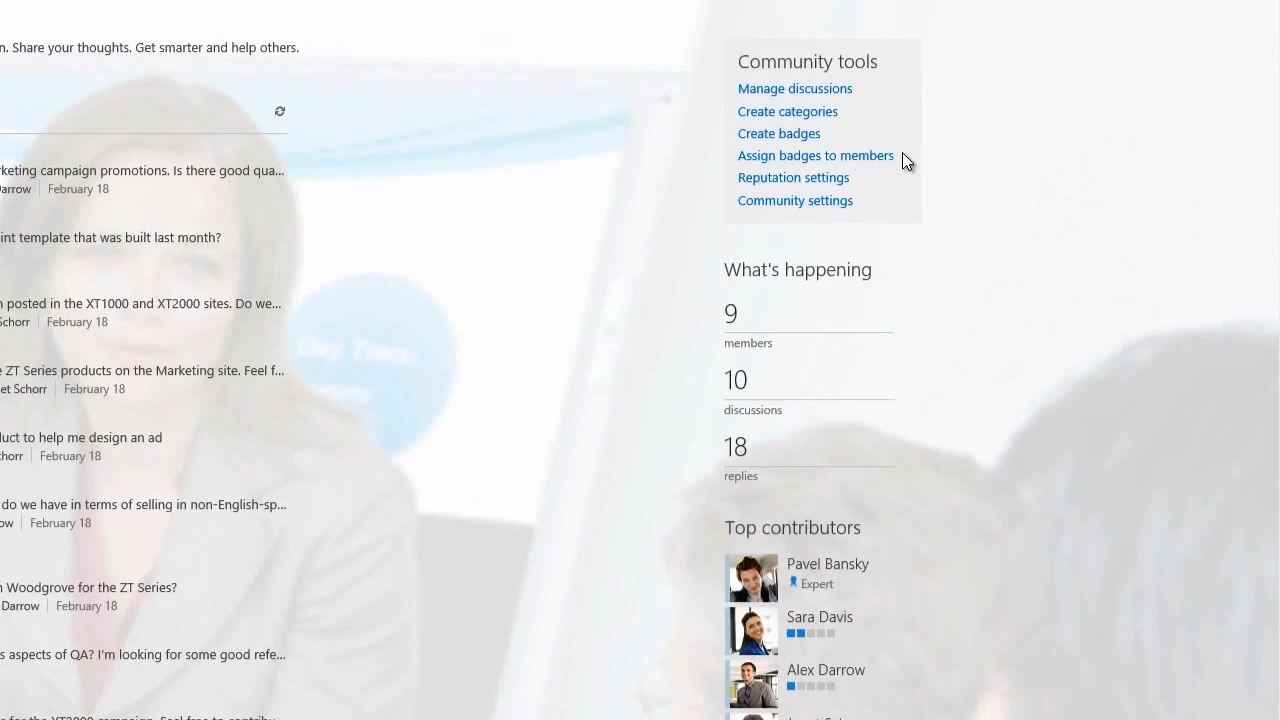 n. Share your thoughts. Get smarter and help others.
keting campaign promotions. Is there good qua...
arrow | February 18
int template that was built last month?
n posted in the XT1000 and XT2000 sites. Do we...
Schorr | February 18
e ZT Series products on the Marketing site. Feel f...
et Schorr | February 18
duct to help me design an ad
chorr | February 18
do we have in terms of selling in non-English-sp...
ow | February 18
n Woodgrove for the ZT Series?
Darrow | February 18
s aspects of QA? I'm looking for some good refe...
Community tools
Manage discussions
Create categories
Create badges
Assign badges to members
Reputation settings
Community settings
What's happening
9
members
10
discussions
18
replies
Top contributors
Pavel Bansky
Expert
Sara Davis
Alex Darrow